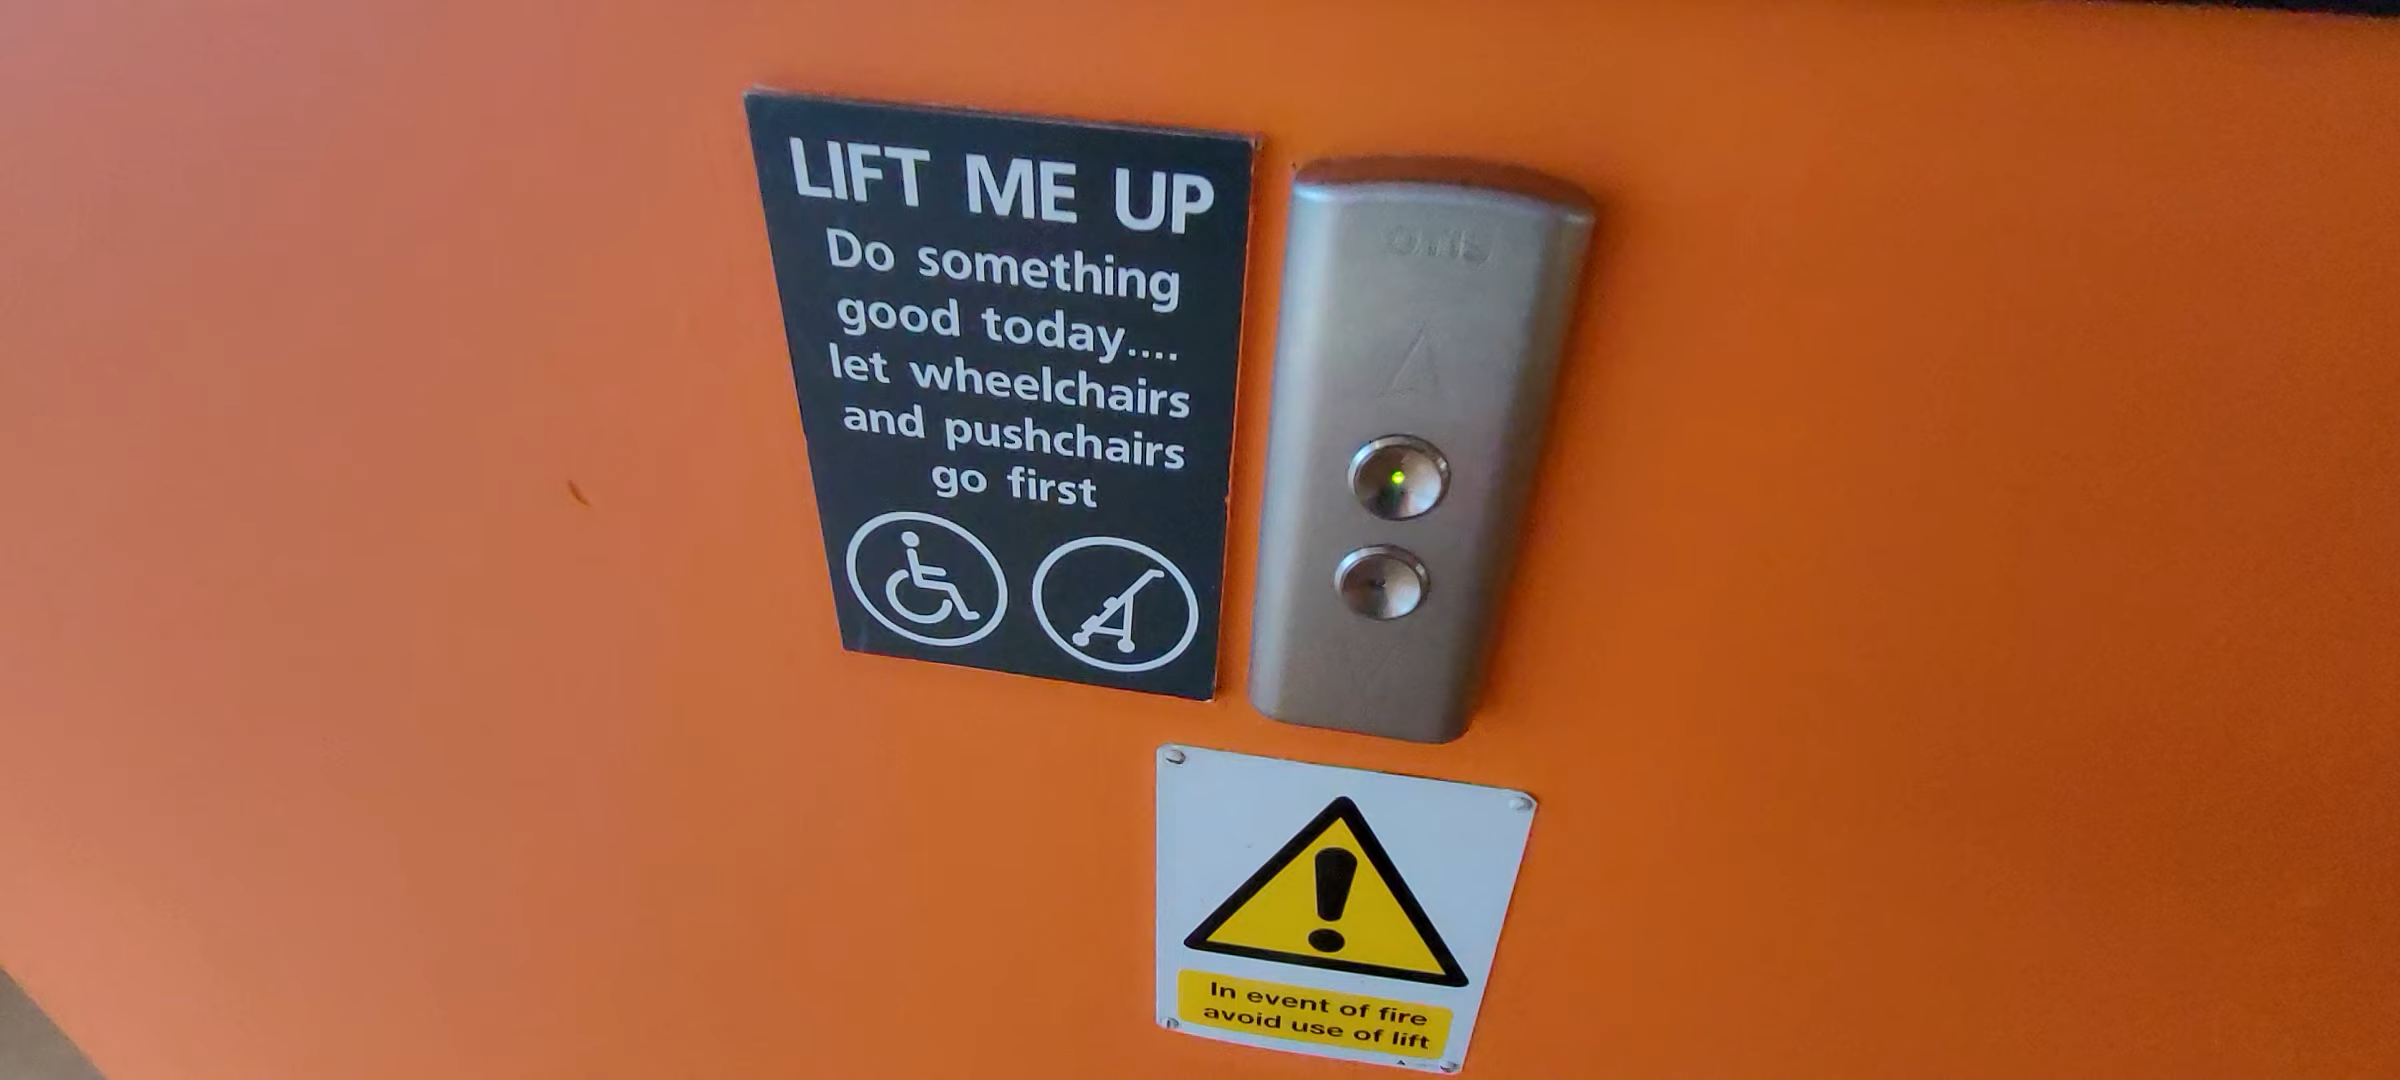 LIFT ME UP
Do something
good today....
let wheelchairs
and pushchairs
go first
In event of fire
avoid use of lift